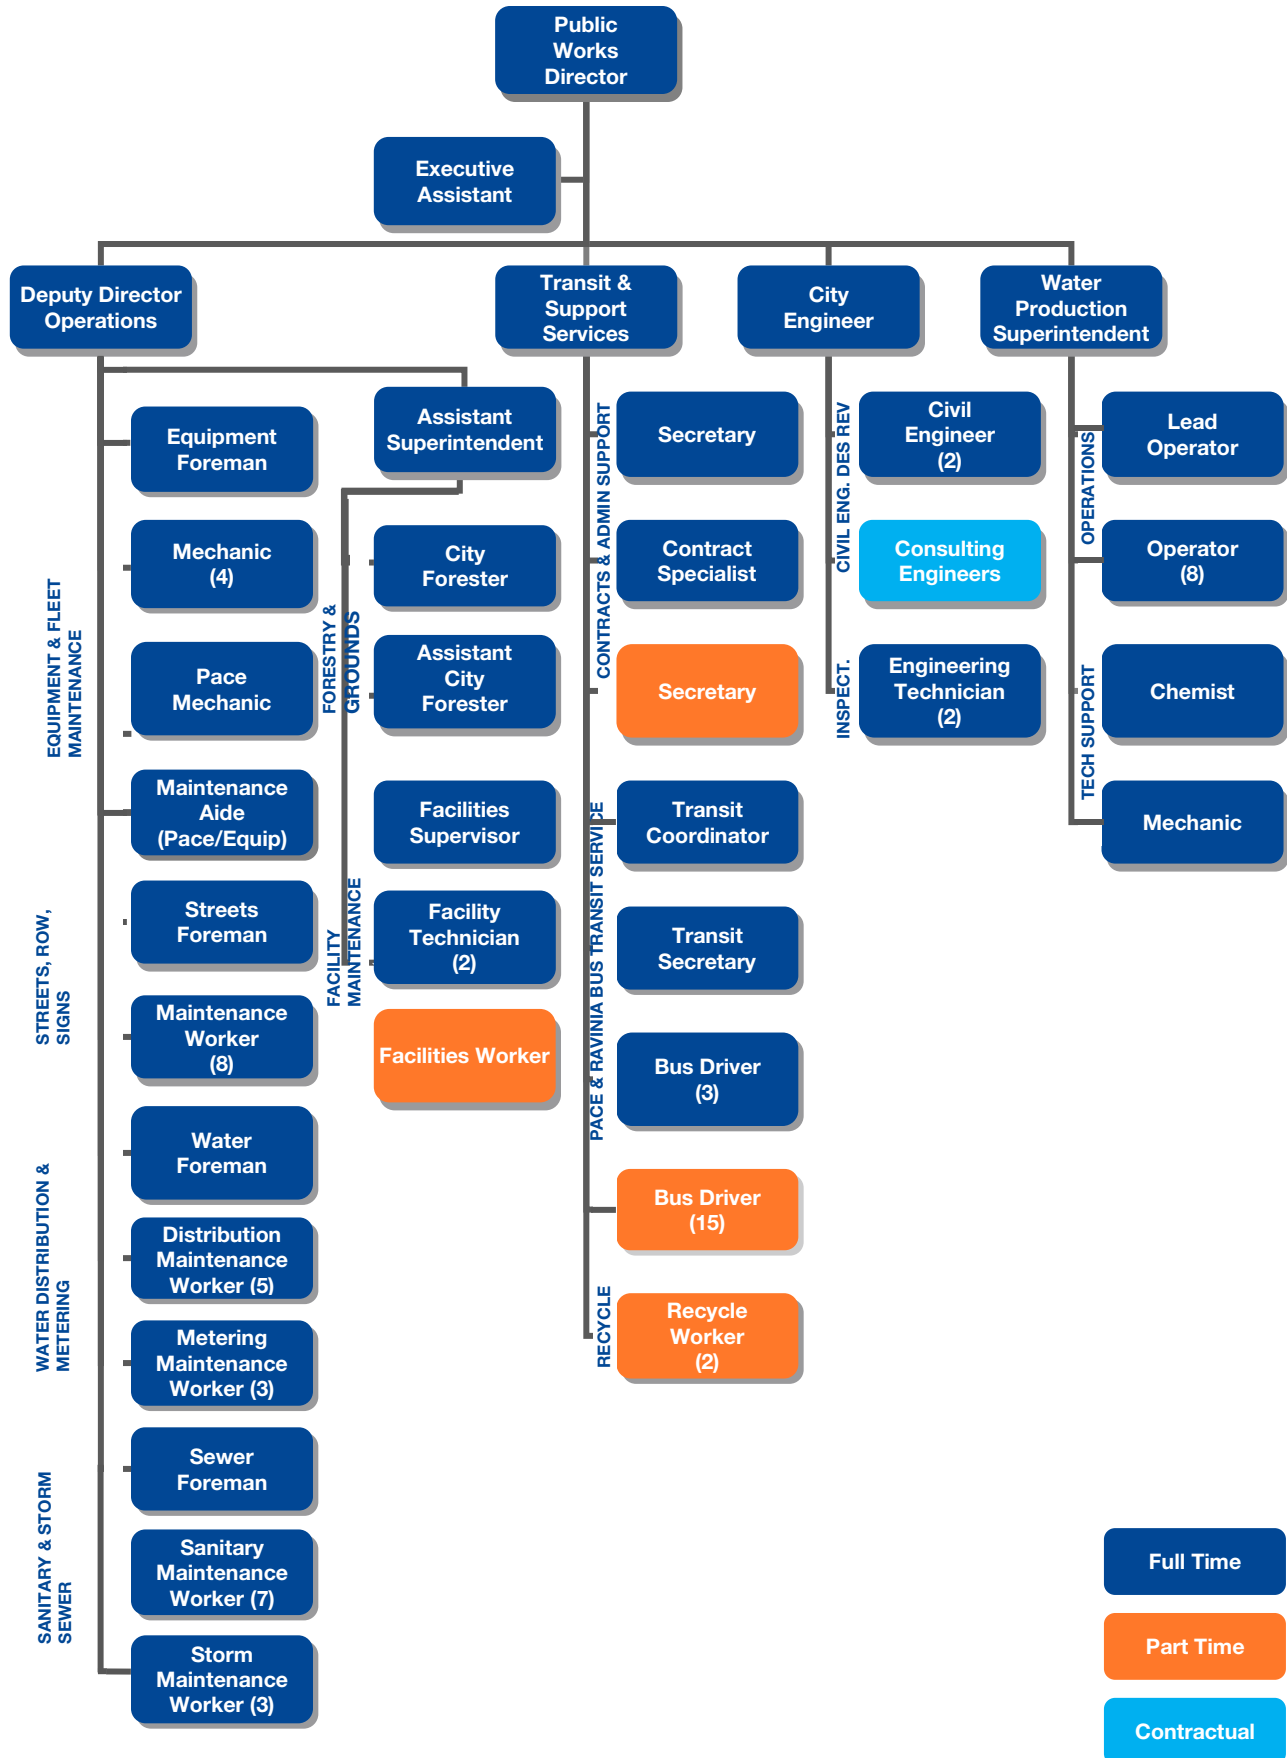 Public
Works
Director
Executive
Assistant
Deputy Director
Operations
Transit &
Support
Services
City
Engineer
Water
Production
Superintendent
EQUIPMENT & FLEET
MAINTENANCE
Equipment
Foreman
Mechanic
(4)
Pace
Mechanic
Maintenance
Aide
(Pace/Equip)
STREETS, ROW,
SIGNS
Streets
Foreman
Maintenance
Worker
(8)
WATER DISTRIBUTION &
METERING
Water
Foreman
Distribution
Maintenance
Worker (5)
Metering
Maintenance
Worker (3)
SANITARY & STORM
SEWER
Sewer
Foreman
Sanitary
Maintenance
Worker (7)
Storm
Maintenance
Worker (3)
Assistant
Superintendent
FORESTRY &
GROUNDS
City
Forester
Assistant
City
Forester
FACILITY
MAINTENANCE
Facilities
Supervisor
Facility
Technician
(2)
Facilities Worker
CONTRACTS & ADMIN SUPPORT
Secretary
Contract
Specialist
Secretary
PACE & RAVINIA BUS TRANSIT SERVICE
Transit
Coordinator
Transit
Secretary
Bus Driver
(3)
Bus Driver
(15)
RECYCLE
Recycle
Worker
(2)
CIVIL ENG. DES REV
Civil
Engineer
(2)
Consulting
Engineers
INSPECT.
Engineering
Technician
(2)
OPERATIONS
Lead
Operator
Operator
(8)
TECH SUPPORT
Chemist
Mechanic
Full Time
Part Time
Contractual